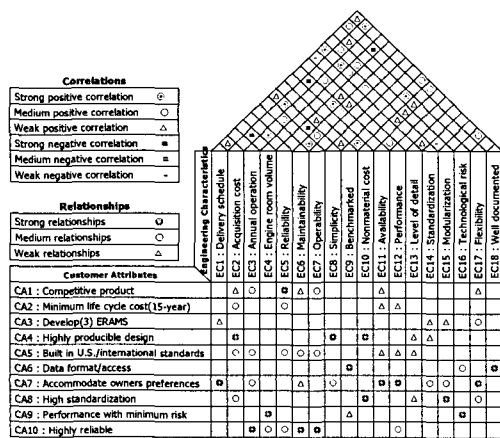 Correlations
Strong positive correlation
Medium positive correlation
Weak positive correlation
Strong negative correlation
Medium negative correlation
Weak negative correlation
Relationships
Strong relationships
Medium relationships
Weak relationships
Engineering Characteristics
EC1 : Delivery schedule
EC2 : Acquisition cost
EC3 : Annual operation
EC4 : Engine room volume
EC5 : Reliability
EC6 : Maintainability
EC7 : Operability
EC8 : Simplicity
EC9 : Benchmarked
EC10 : Nonmaterial cost
EC11 : Availability
EC12 : Performance
EC13 : Level of detail
EC14 : Standardization
EC15 : Modularization
EC16 : Technological risk
EC17 : Flexibility
EC18 : Well documented
Customer Attributes
CA1 : Competitive product
CA2 : Minimum life cycle cost(15-year)
CA3 : Develop(3) ERAMS
CA4 : Highly producible design
CA5 : Built in U.S./international standards
CA6 : Data format/access
CA7 : Accommodate owners preferences
CA8 : High standardization
CA9 : Performance with minimum risk
CA10 : Highly reliable